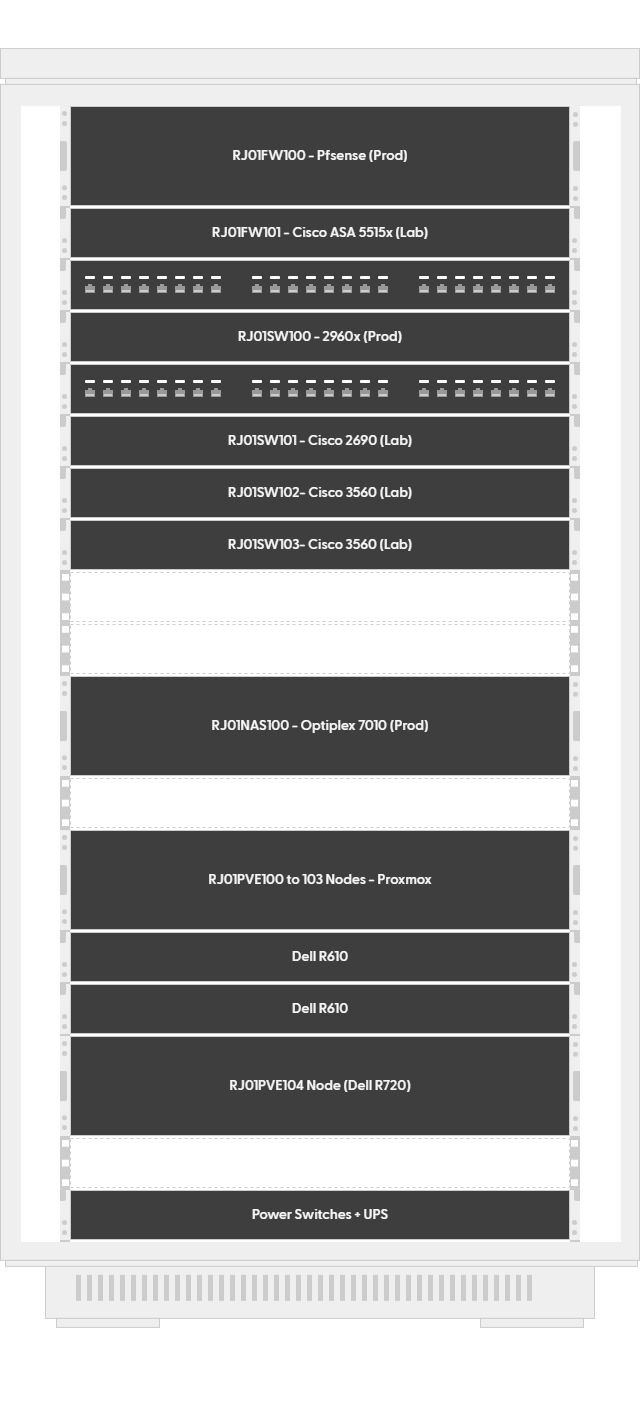 RJ01FW100 - Pfsense (Prod)
RJ01FW101 - Cisco ASA 5515x (Lab)
RJ01SW100 - 2960x (Prod)
RJ01SW101 - Cisco 2690 (Lab)
RJ01SW102- Cisco 3560 (Lab)
RJ01SW103- Cisco 3560 (Lab)
RJ01NAS100 - Optiplex 7010 (Prod)
RJ01PVE100 to 103 Nodes - Proxmox
Dell R610
Dell R610
RJ01PVE104 Node (Dell R720)
Power Switches + UPS